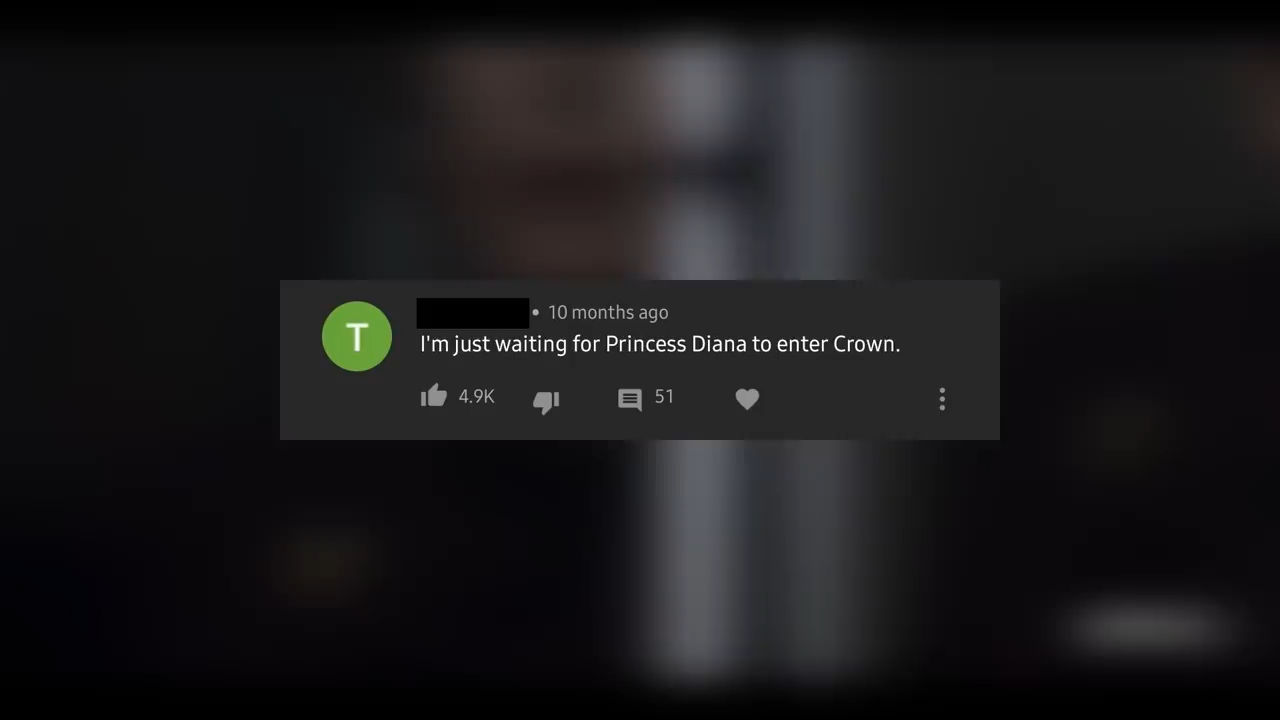 T
• 10 months ago
I'm just waiting for Princess Diana to enter Crown.
4.9K 51